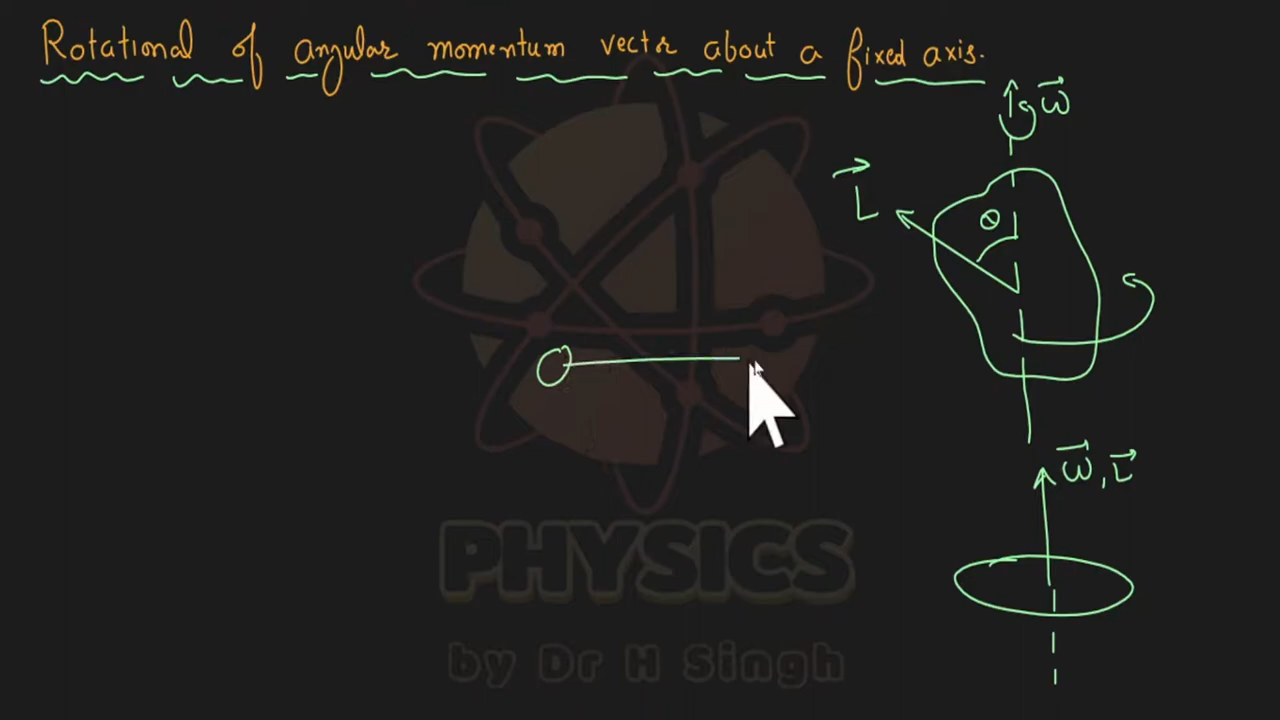 Rotational of angular momentum vector about a fixed axis.
ω⃗
L⃗
θ
ω⃗, L⃗
PHYSICS
by Dr H Singh